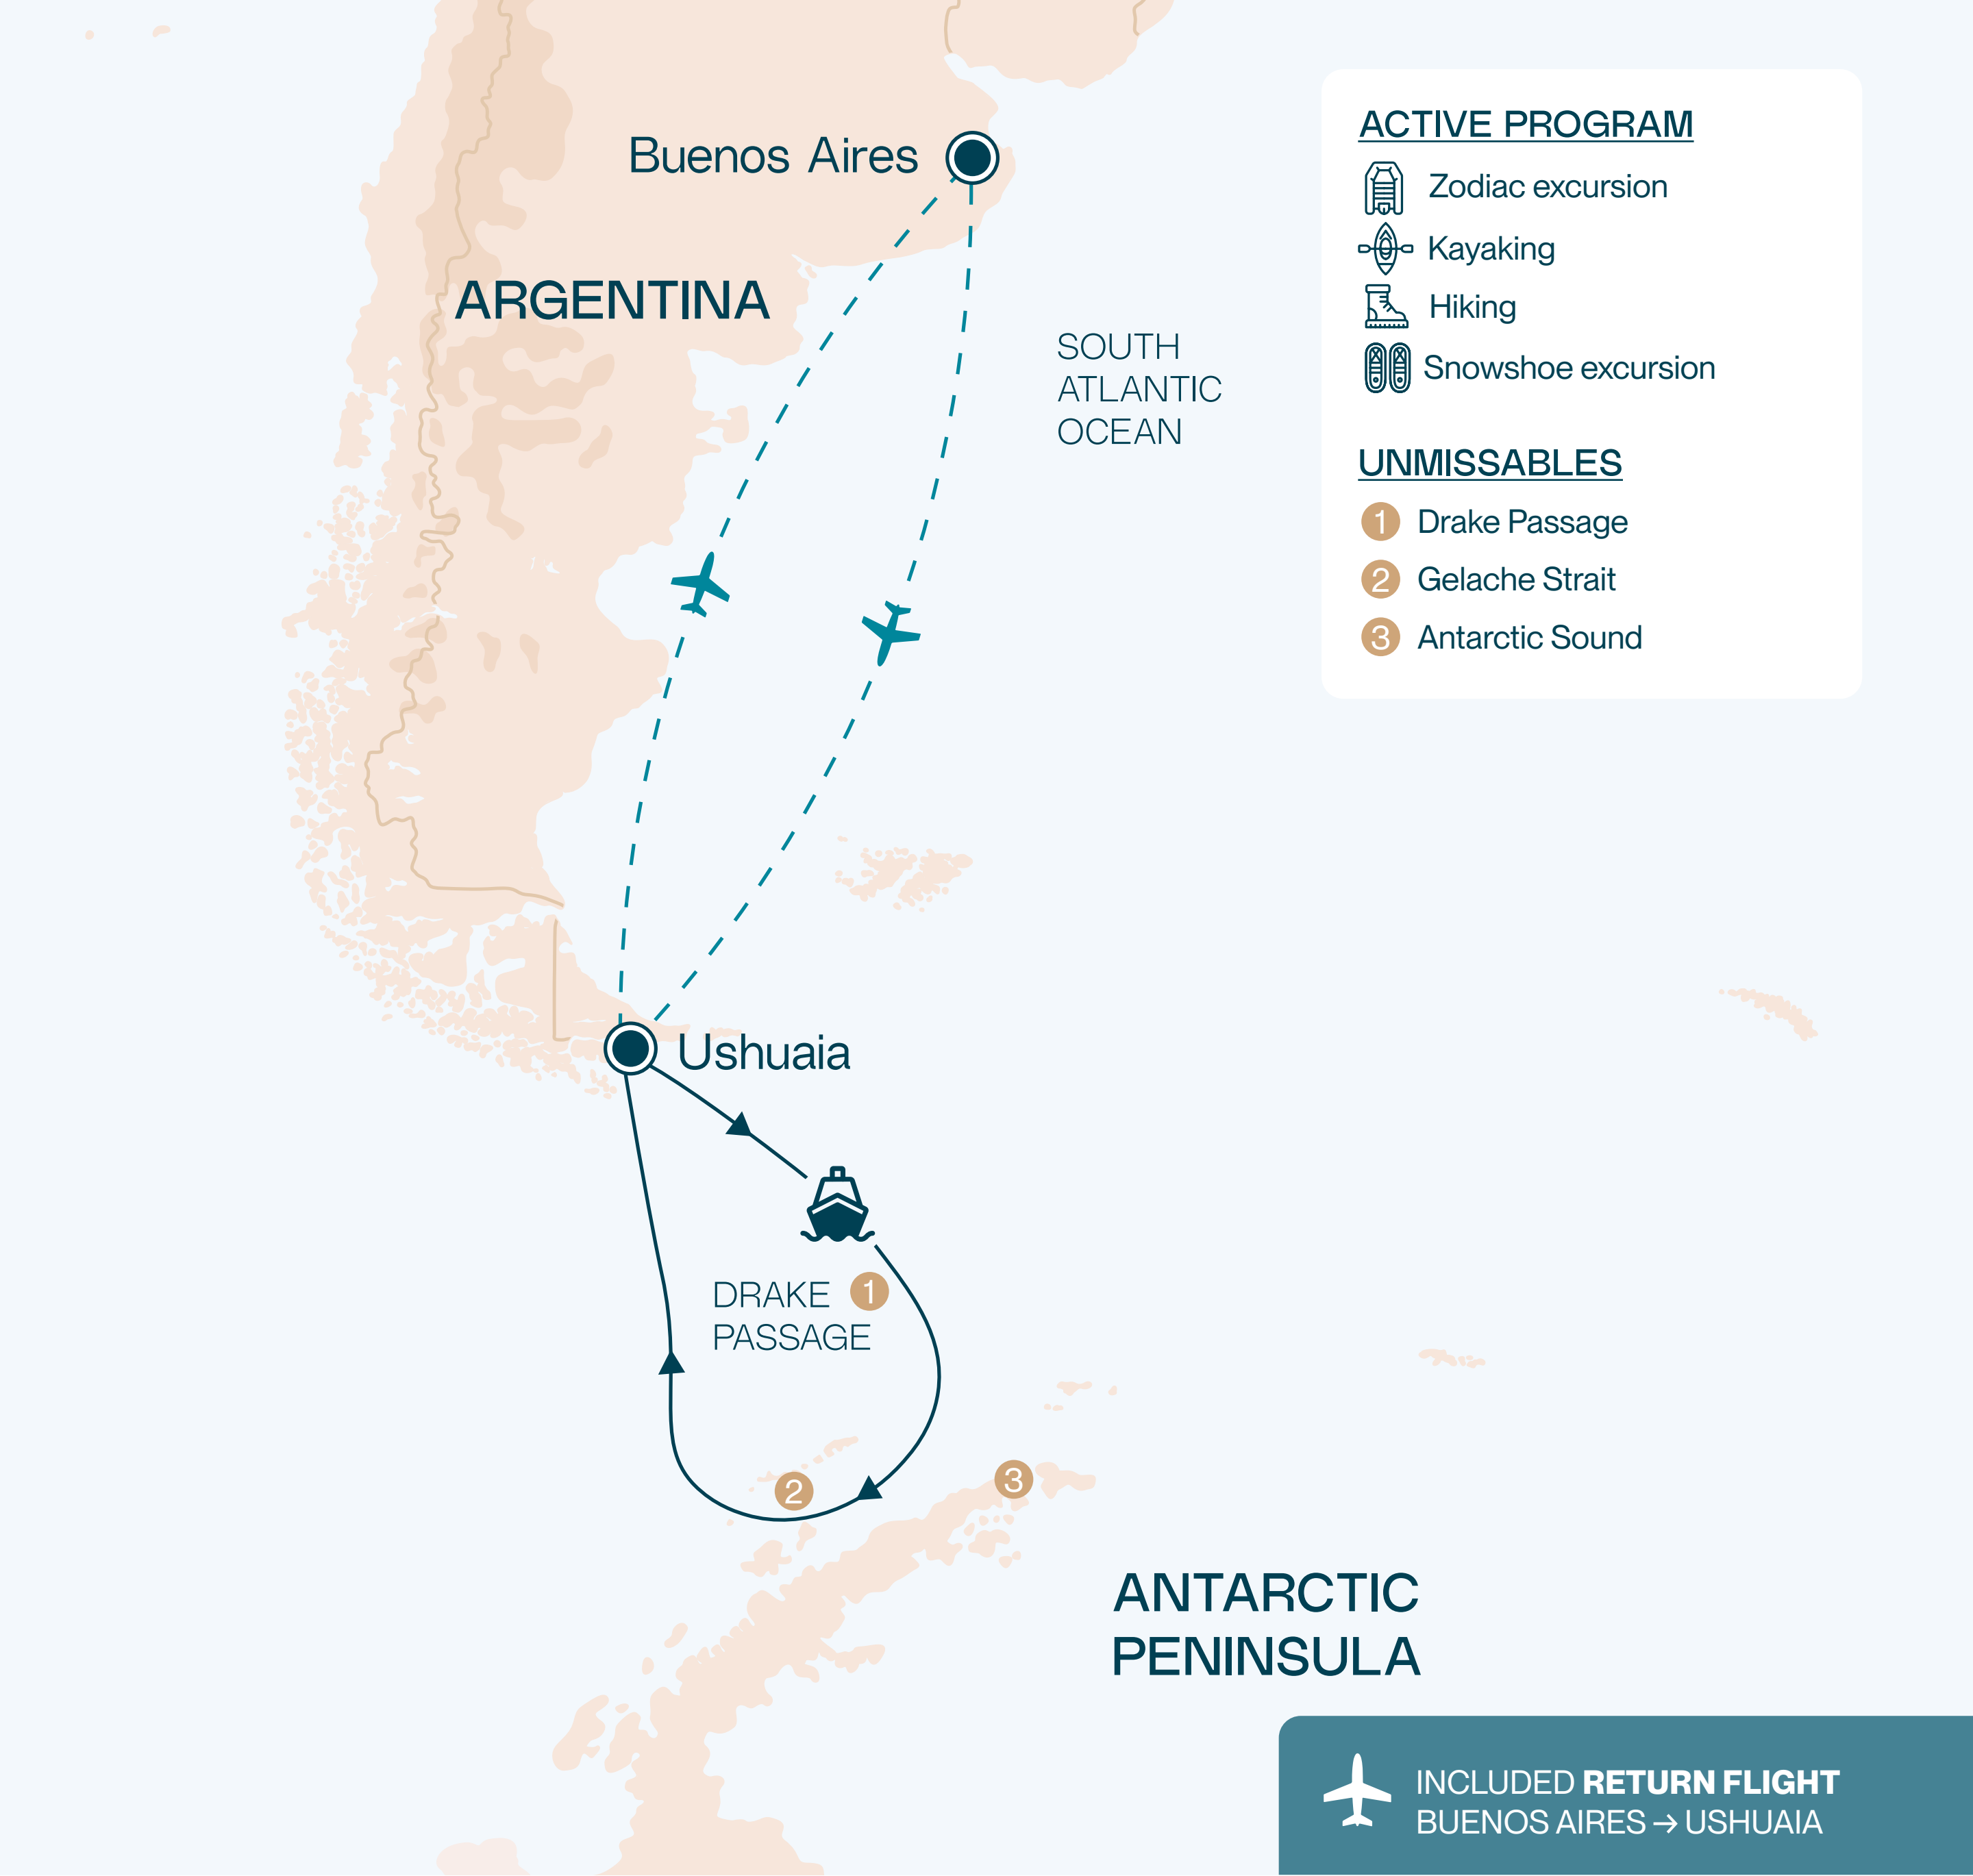 Buenos Aires
ARGENTINA
SOUTH
ATLANTIC
OCEAN
ACTIVE PROGRAM
Zodiac excursion
Kayaking
Hiking
Snowshoe excursion
UNMISSABLES
1 Drake Passage
2 Gelache Strait
3 Antarctic Sound
Ushuaia
DRAKE 1
PASSAGE
2
3
ANTARCTIC
PENINSULA
INCLUDED RETURN FLIGHT
BUENOS AIRES → USHUAIA